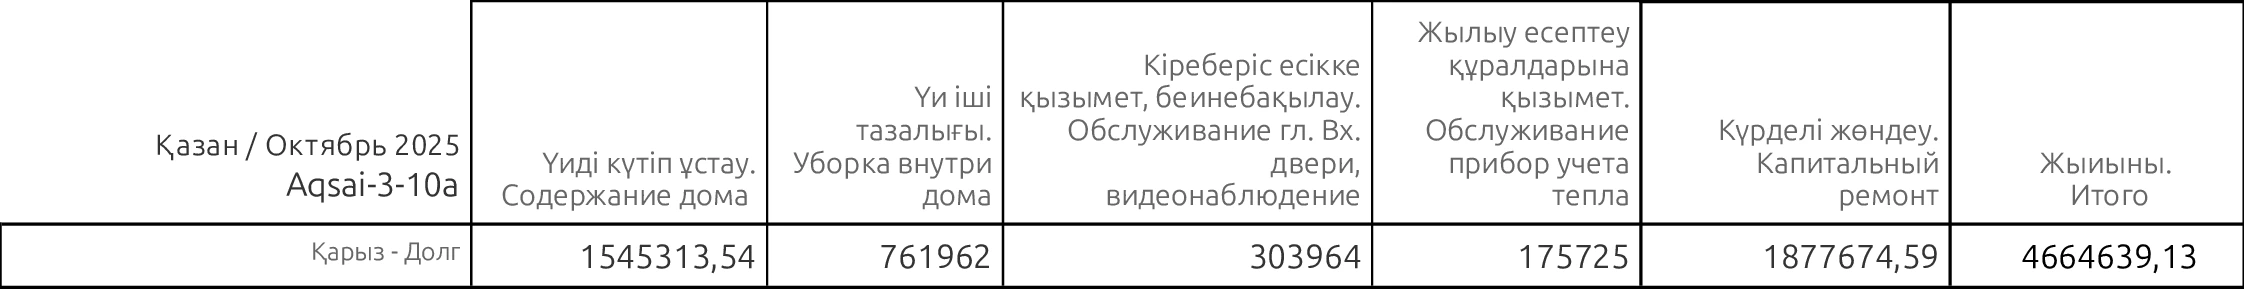 Қазан / Октябрь 2025
Aqsai-3-10a
Үиді күтіп ұстау.
Содержание дома
Үи іші
тазалығы.
Уборка внутри
дома
Кіреберіс есікке
қызымет, беинебақылау.
Обслуживание гл. Вх.
двери,
видеонаблюдение
Жылыу есептеу
құралдарына
қызымет.
Обслуживание
прибор учета
тепла
Күрделі жөндеу.
Капитальный
ремонт
Жыиыны.
Итого
Қарыз - Долг
1545313,54
761962
303964
175725
1877674,59
4664639,13